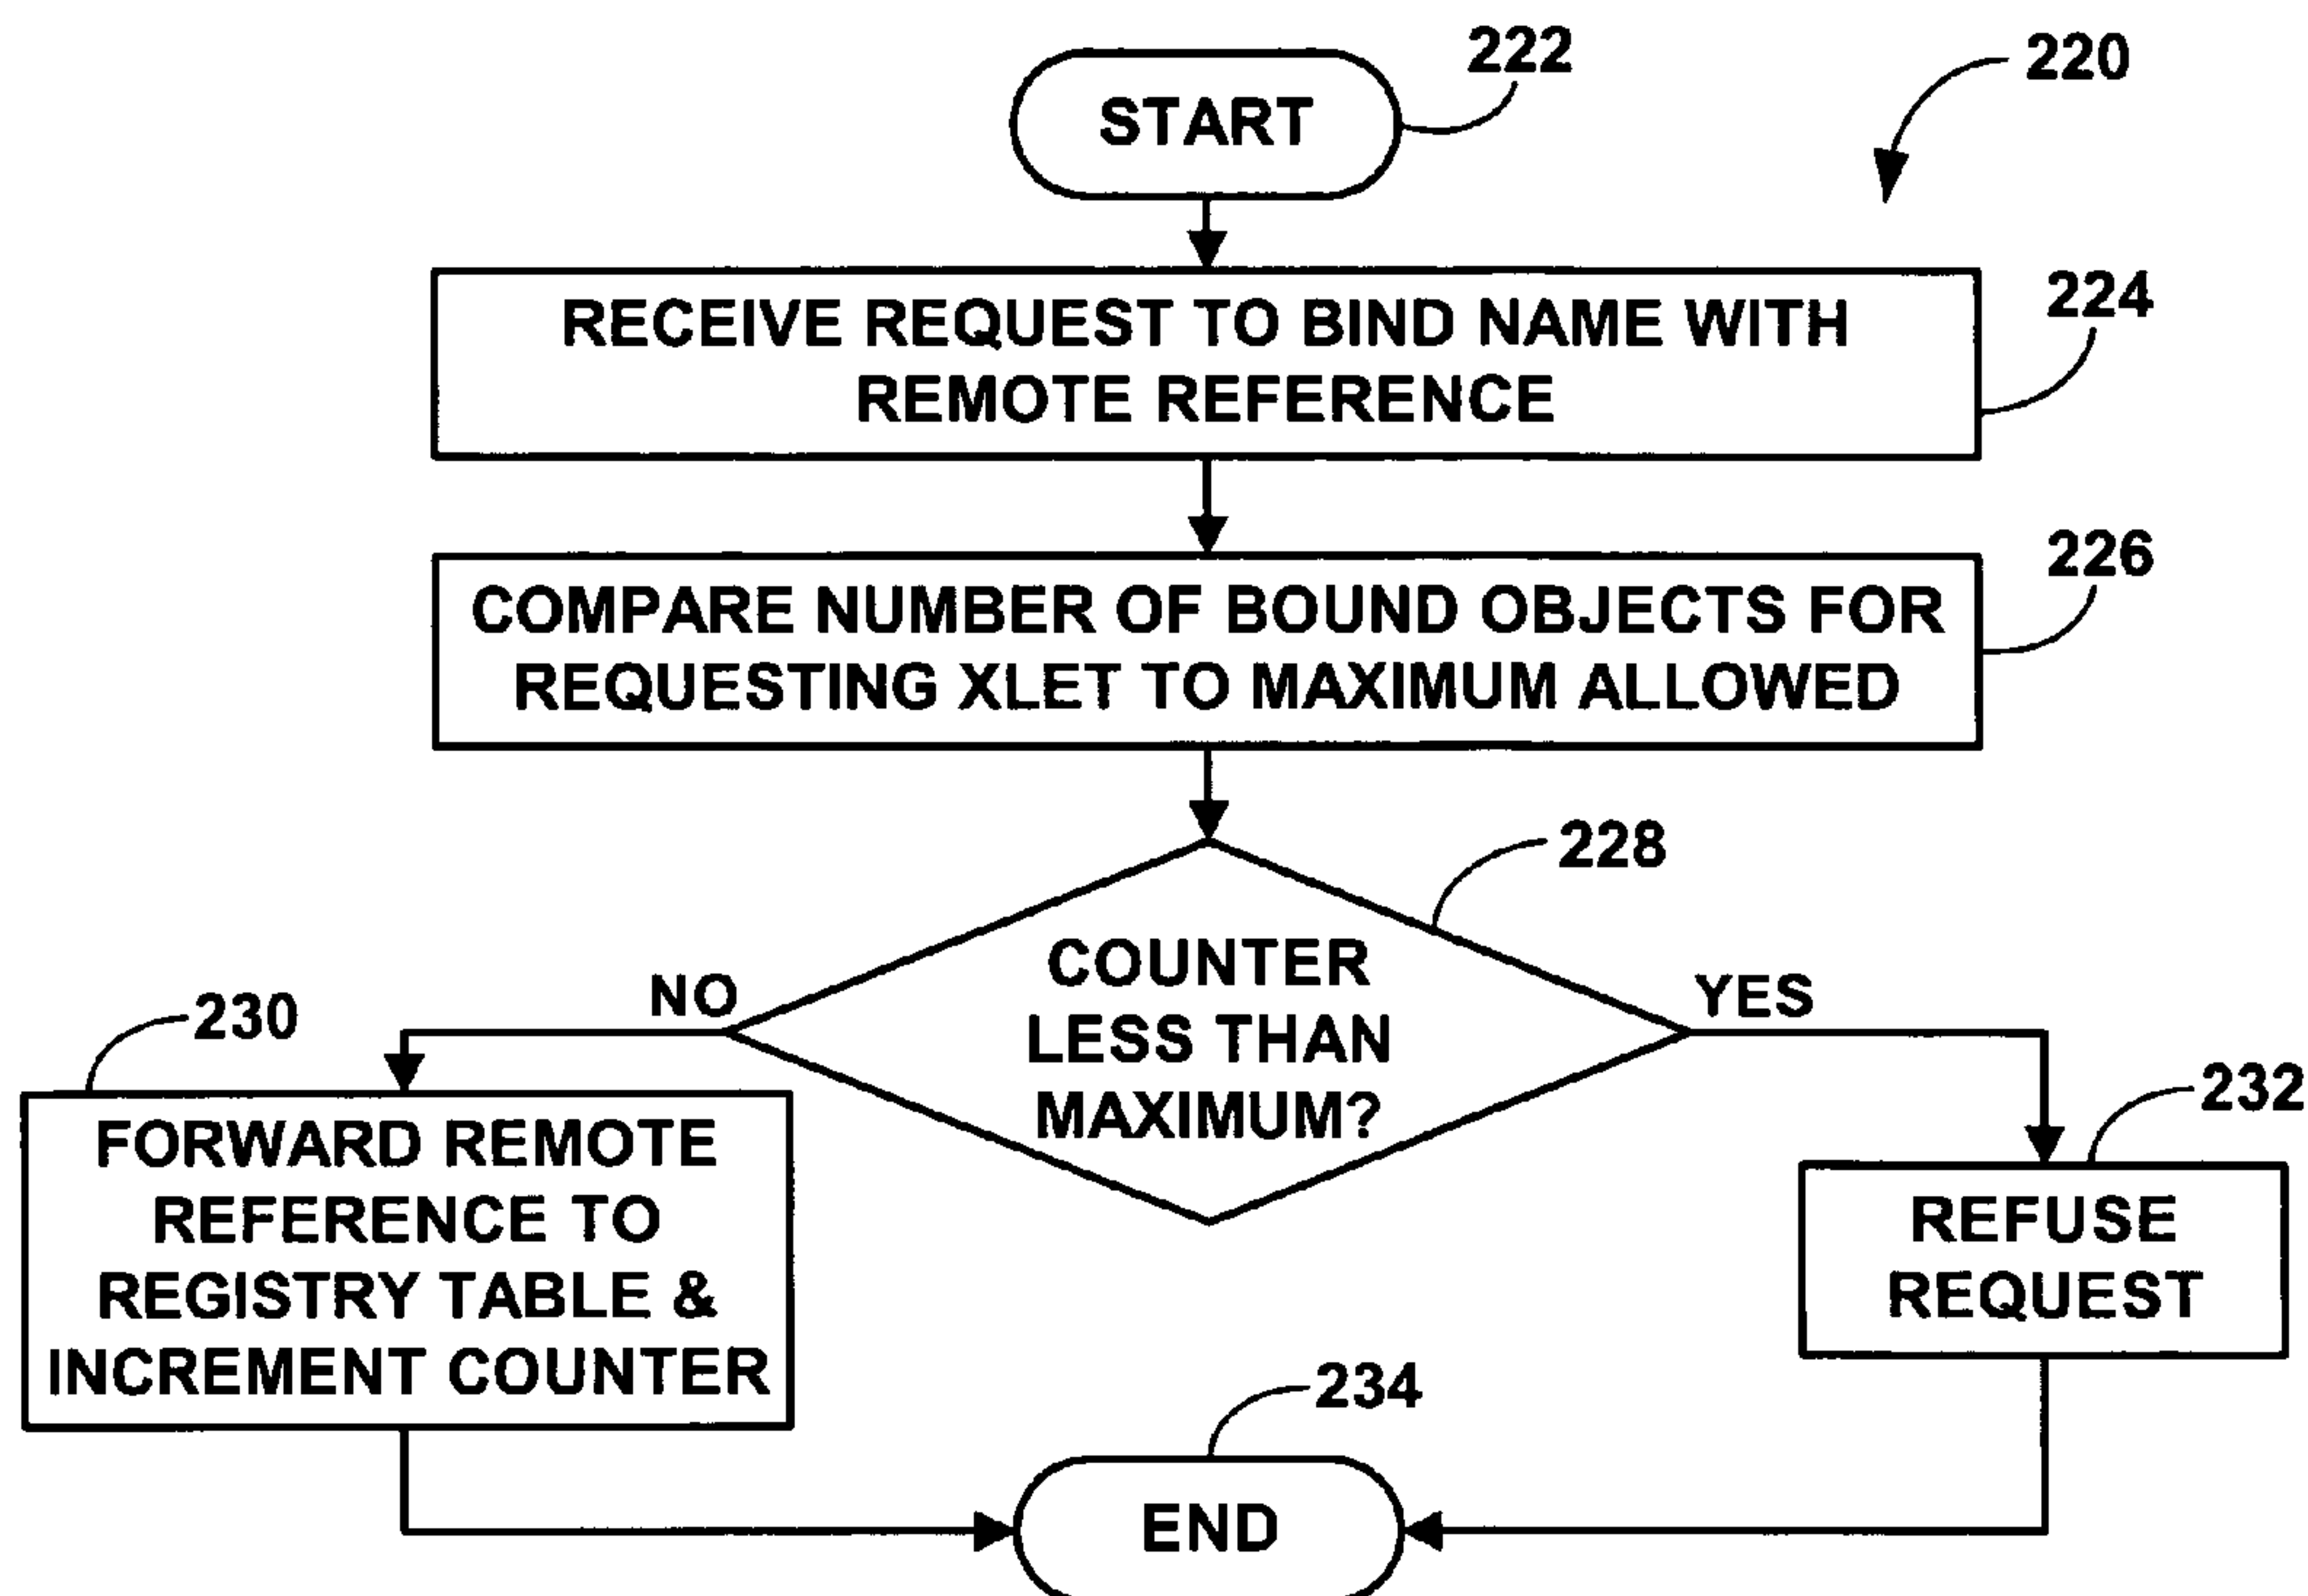 222
220
START
224
RECEIVE REQUEST TO BIND NAME WITH
REMOTE REFERENCE
226
COMPARE NUMBER OF BOUND OBJECTS FOR
REQUESTING XLET TO MAXIMUM ALLOWED
228
COUNTER
LESS THAN
MAXIMUM?
NO
YES
230
FORWARD REMOTE
REFERENCE TO
REGISTRY TABLE &
INCREMENT COUNTER
232
REFUSE
REQUEST
234
END